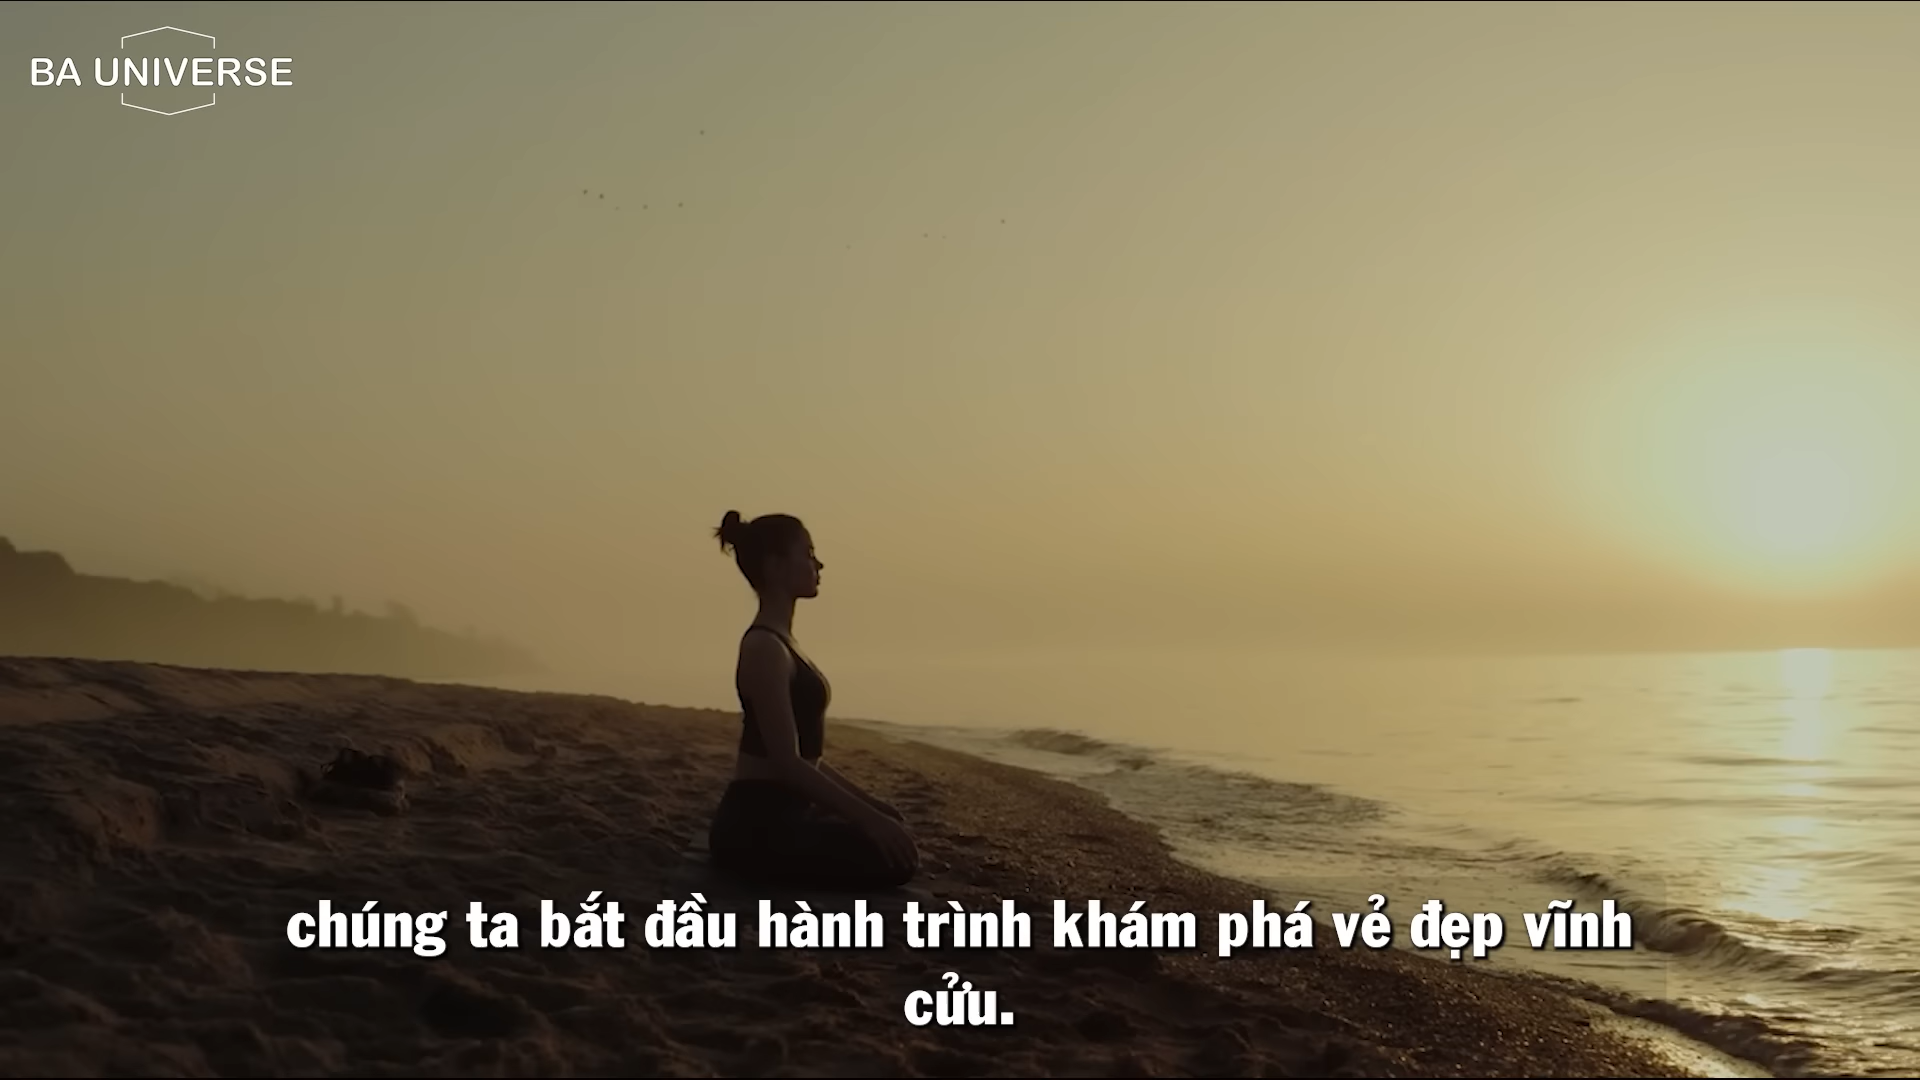 BA UNIVERSE
chúng ta bắt đầu hành trình khám phá vẻ đẹp vĩnh
cửu.